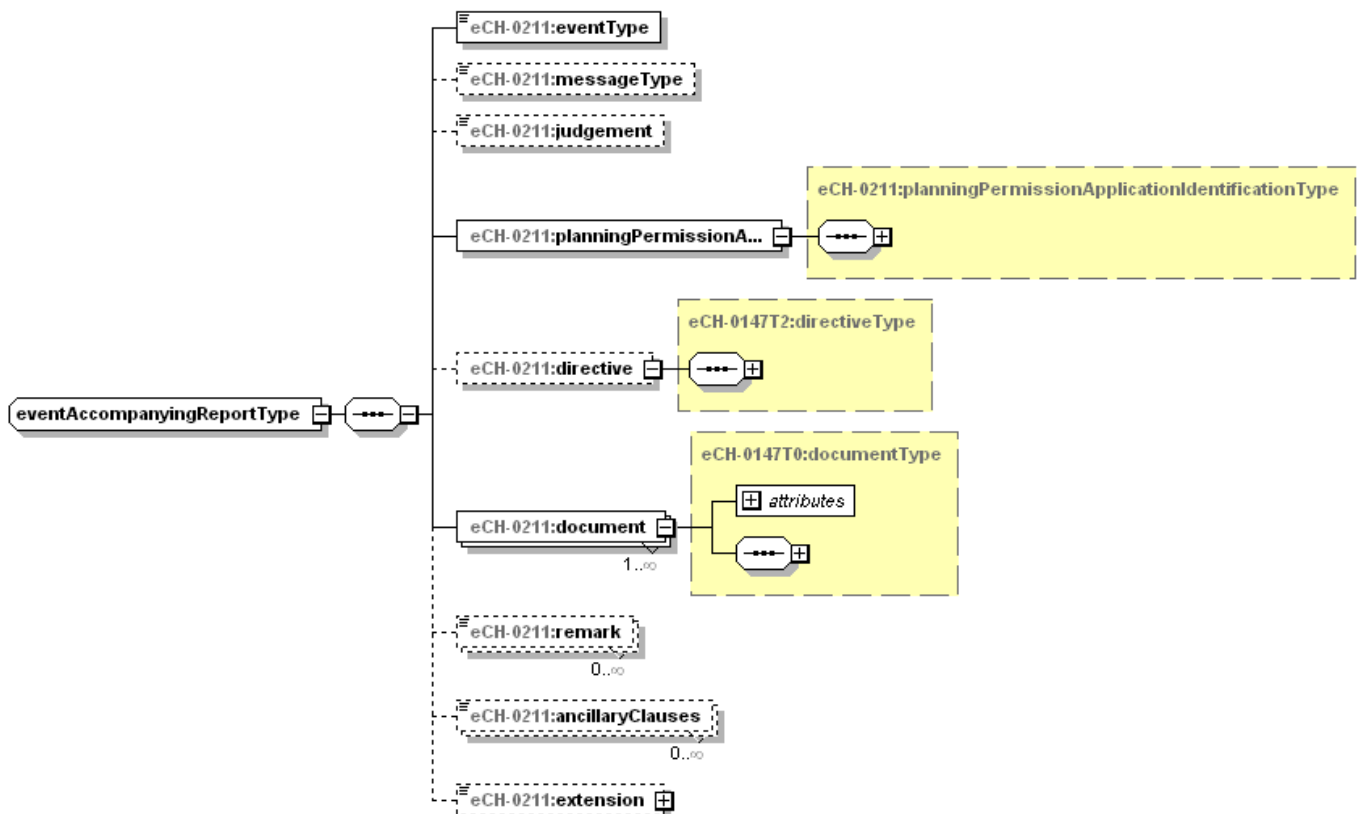 eCH-0211:eventType
eCH-0211:messageType
eCH-0211:judgement
eCH-0211:planningPermissionApplicationIdentificationType
eCH-0211:planningPermissionA...
eCH-0147T2:directiveType
eCH-0211:directive
eventAccompanyingReportType
eCH-0147T0:documentType
attributes
eCH-0211:document
1..∞
eCH-0211:remark
0..∞
eCH-0211:ancillaryClauses
0..∞
eCH-0211:extension